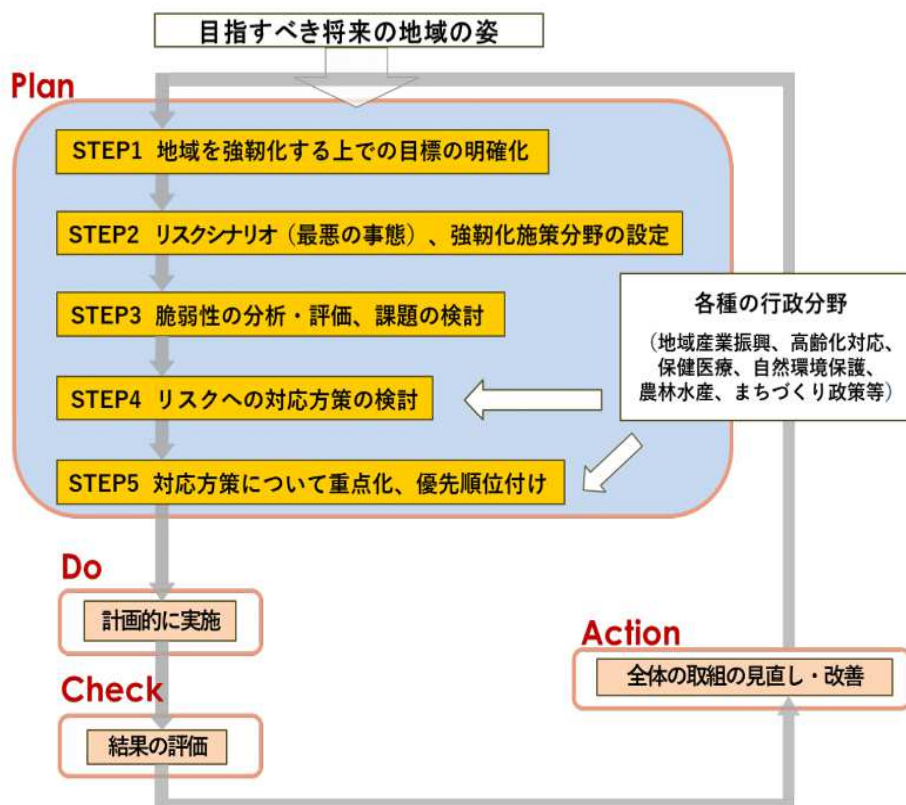 目指すべき将来の地域の姿
Plan
STEP1 地域を強靭化する上での目標の明確化
STEP2 リスクシナリオ（最悪の事態）、強靭化施策分野の設定
STEP3 脆弱性の分析・評価、課題の検討
各種の行政分野
（地域産業振興、高齢化対応、
保健医療、自然環境保護、
農林水産、まちづくり政策等）
STEP4 リスクへの対応方策の検討
STEP5 対応方策について重点化、優先順位付け
Do
計画的に実施
Check
結果の評価
Action
全体の取組の見直し・改善